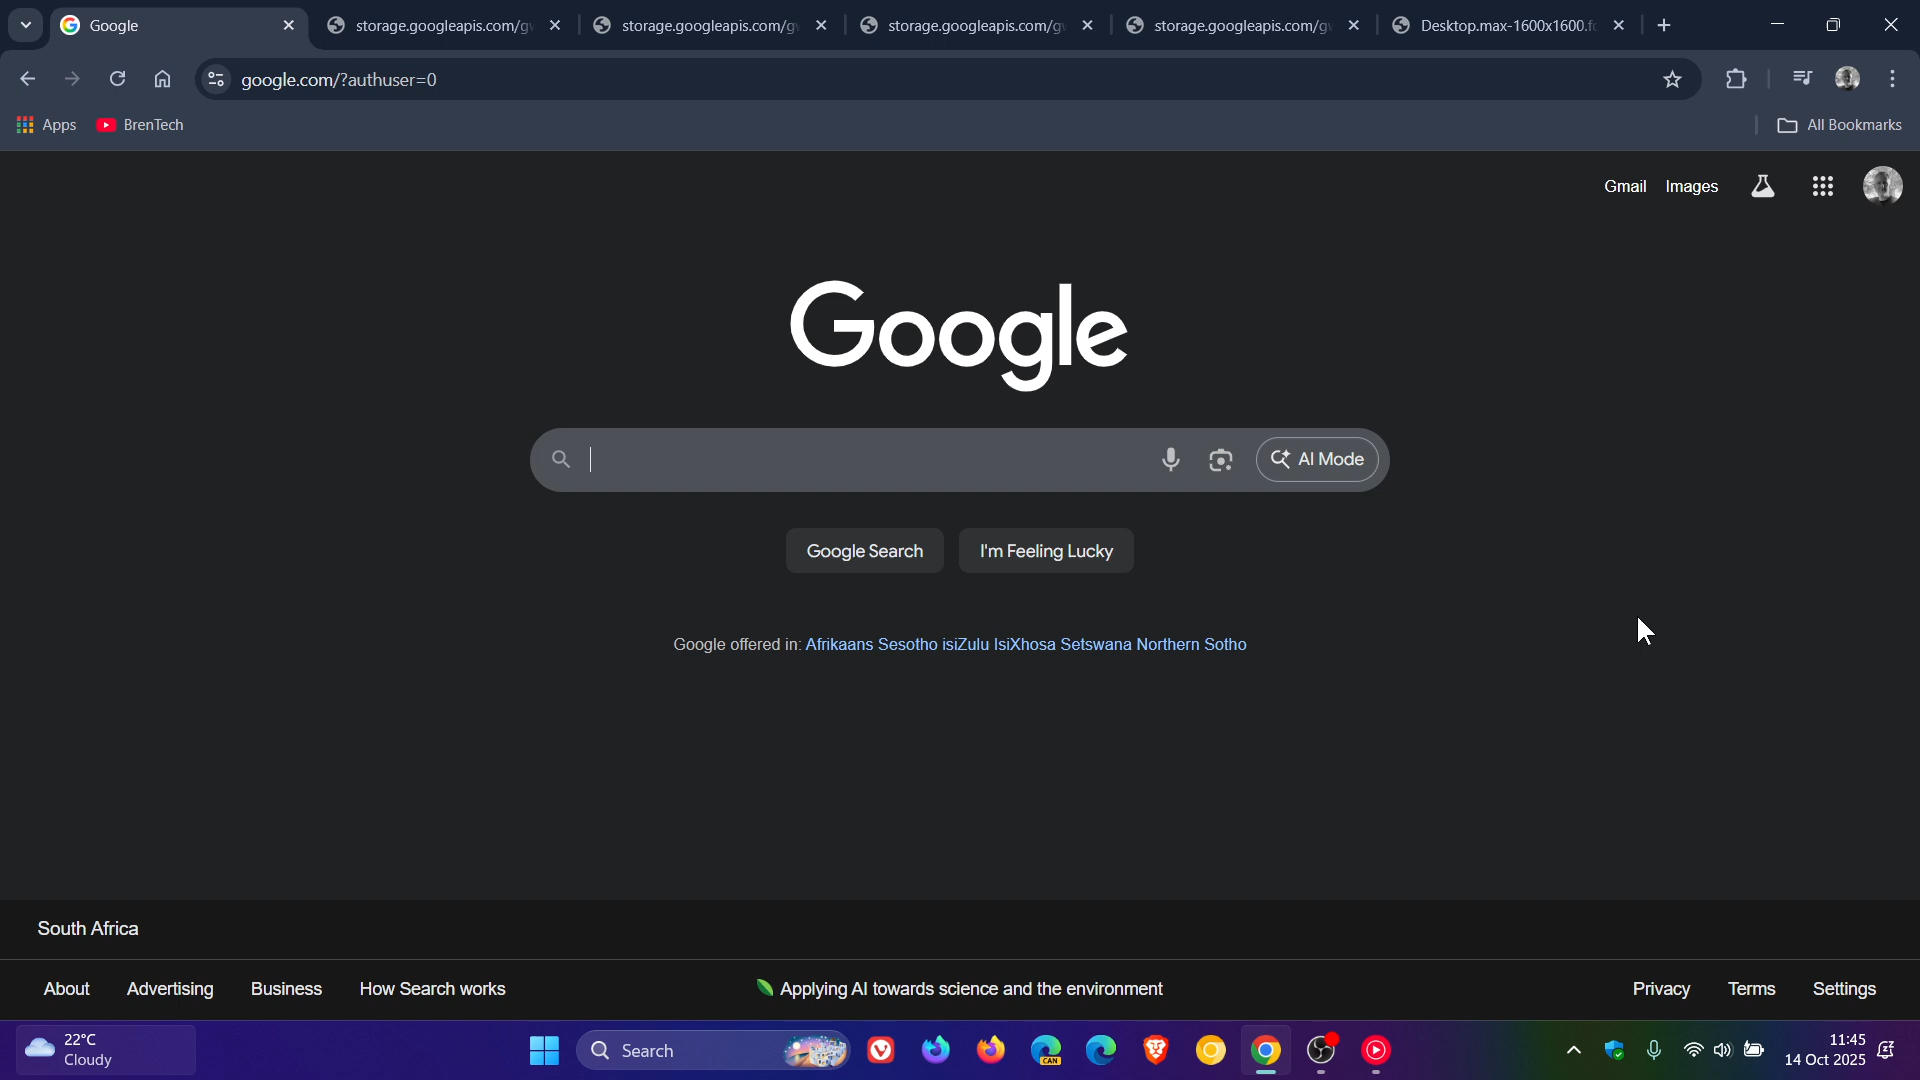 Google
storage.googleapis.com/gw
storage.googleapis.com/g
storage.googleapis.com/g
storage.googleapis.com/gw
Desktop.max-1600x1600.f
google.com/?authuser=0
Apps
BrenTech
All Bookmarks
Gmail
Images
Google
AI Mode
Google Search
I'm Feeling Lucky
Google offered in: Afrikaans Sesotho isiZulu IsiXhosa Setswana Northern Sotho
South Africa
About
Advertising
Business
How Search works
Applying AI towards science and the environment
Privacy
Terms
Settings
22°C
Cloudy
Search
CAN
11:45
14 Oct 2025